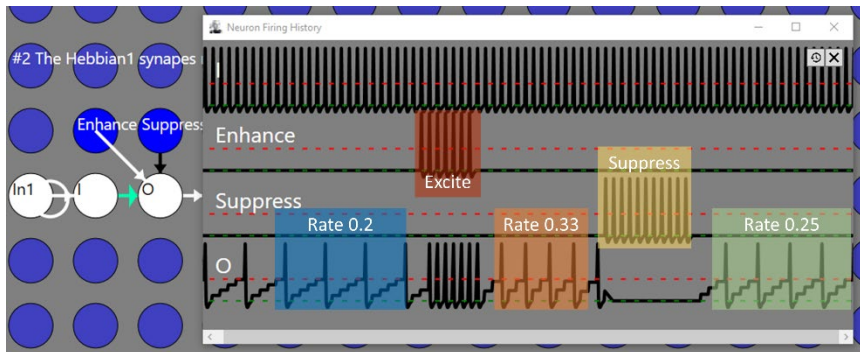 Neuron Firing History
#2 The Hebbian1 synapes
I
Enhance Suppress
Enhance
Excite
Suppress
Suppress
In1
I
O
Rate 0.2
Rate 0.33
Rate 0.25
O